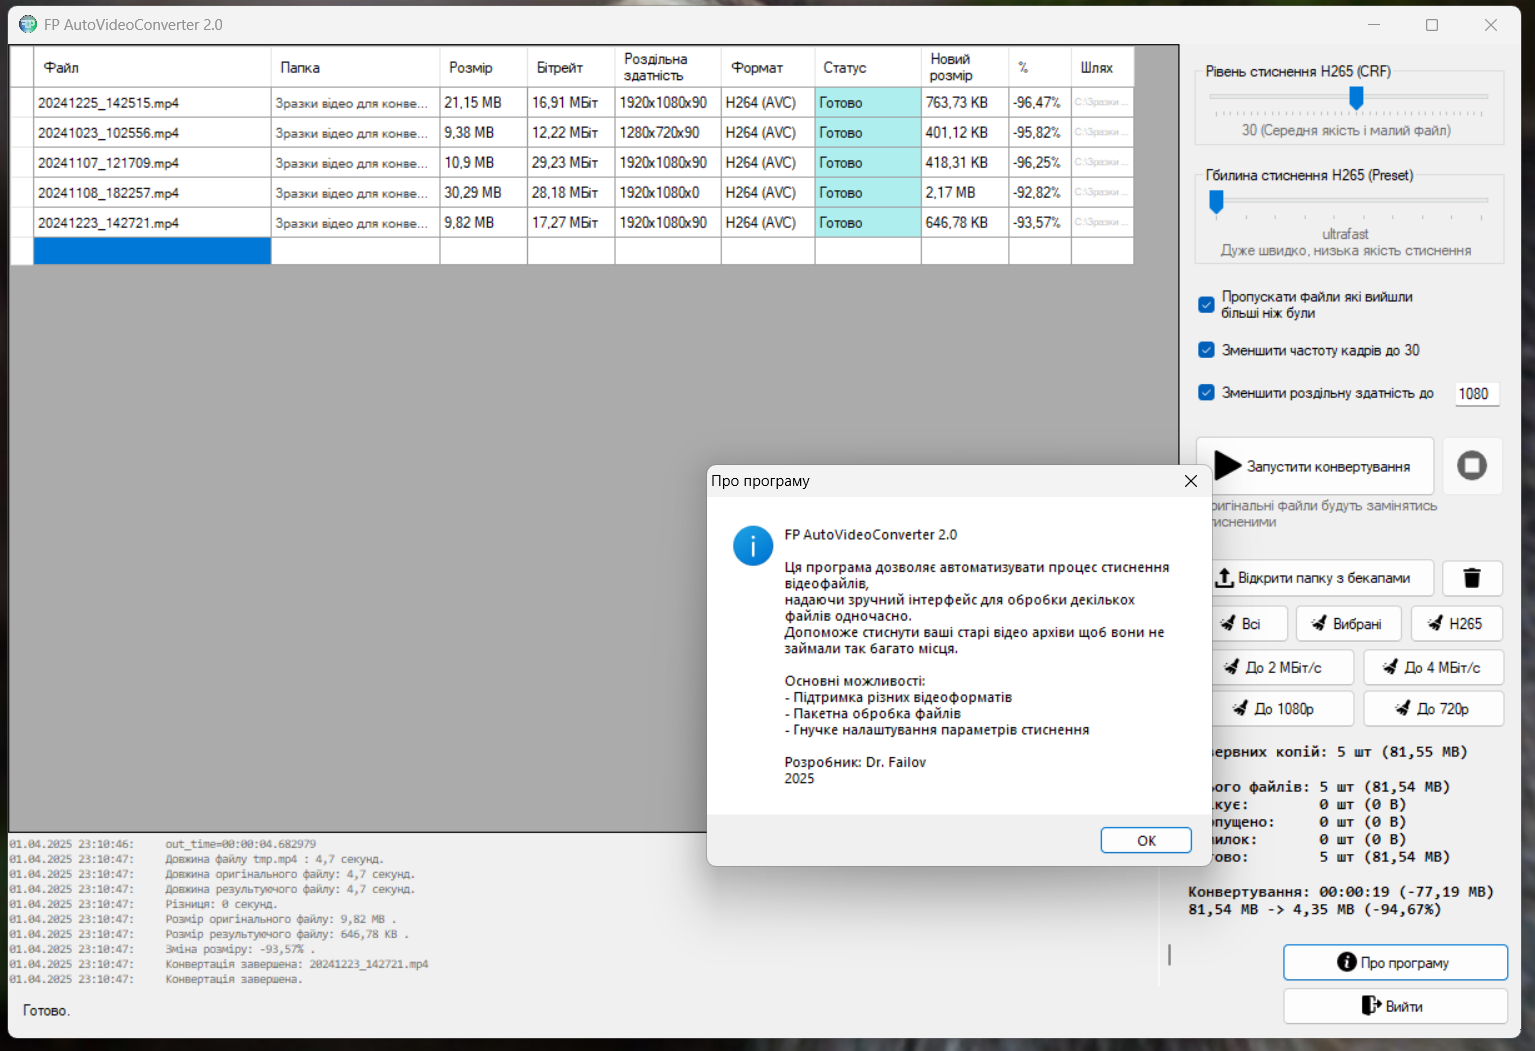 FP AutoVideoConverter 2.0
Файл Папка Розмір Бітрейт Роздільна здатність Формат Статус Новий розмір % Шлях
20241225_142515.mp4 Зразки відео для конве... 21,15 MB 16,91 МБіт 1920x1080x90 H264 (AVC) Готово 763,73 KB -96,47% C:\Зразки ...
20241023_102556.mp4 Зразки відео для конве... 9,38 MB 12,22 МБіт 1280x720x90 H264 (AVC) Готово 401,12 KB -95,82% C:\Зразки ...
20241107_121709.mp4 Зразки відео для конве... 10,9 MB 29,23 МБіт 1920x1080x90 H264 (AVC) Готово 418,31 KB -96,25% C:\Зразки ...
20241108_182257.mp4 Зразки відео для конве... 30,29 MB 28,18 МБіт 1920x1080x0 H264 (AVC) Готово 2,17 MB -92,82% C:\Зразки ...
20241223_142721.mp4 Зразки відео для конве... 9,82 MB 17,27 МБіт 1920x1080x90 H264 (AVC) Готово 646,78 KB -93,57% C:\Зразки ...
Рівень стиснення H265 (CRF)
30 (Середня якість і малий файл)
Гбилина стиснення H265 (Preset)
ultrafast
Дуже швидко, низька якість стиснення
Пропускати файли які вийшли
більші ніж були
Зменшити частоту кадрів до 30
Зменшити роздільну здатність до 1080
Запустити конвертування
ригінальні файли будуть замінятись
тисненими
Відкрити папку з бекапами
Всі Вибрані H265
До 2 МБіт/с До 4 МБіт/с
До 1080p До 720p
ервних копій: 5 шт (81,55 MB)
ього файлів: 5 шт (81,54 MB)
ікує: 0 шт (0 B)
опущено: 0 шт (0 B)
милок: 0 шт (0 B)
тово: 5 шт (81,54 MB)
Конвертування: 00:00:19 (-77,19 MB)
81,54 MB -> 4,35 MB (-94,67%)
Про програму
Вийти
Про програму
FP AutoVideoConverter 2.0
Ця програма дозволяє автоматизувати процес стиснення
відеофайлів,
надаючи зручний інтерфейс для обробки декількох
файлів одночасно.
Допоможе стиснути ваші старі відео архіви щоб вони не
займали так багато місця.
Основні можливості:
- Підтримка різних відеоформатів
- Пакетна обробка файлів
- Гнучке налаштування параметрів стиснення
Розробник: Dr. Failov
2025
OK
01.04.2025 23:10:46: out_time=00:00:04.682979
01.04.2025 23:10:47: Довжина файлу tmp.mp4 : 4,7 секунд.
01.04.2025 23:10:47: Довжина оригінального файлу: 4,7 секунд.
01.04.2025 23:10:47: Довжина результуючого файлу: 4,7 секунд.
01.04.2025 23:10:47: Різниця: 0 секунд.
01.04.2025 23:10:47: Розмір оригінального файлу: 9,82 MB .
01.04.2025 23:10:47: Розмір результуючого файлу: 646,78 KB .
01.04.2025 23:10:47: Зміна розміру: -93,57% .
01.04.2025 23:10:47: Конвертація завершена: 20241223_142721.mp4
01.04.2025 23:10:47: Конвертація завершена.
Готово.